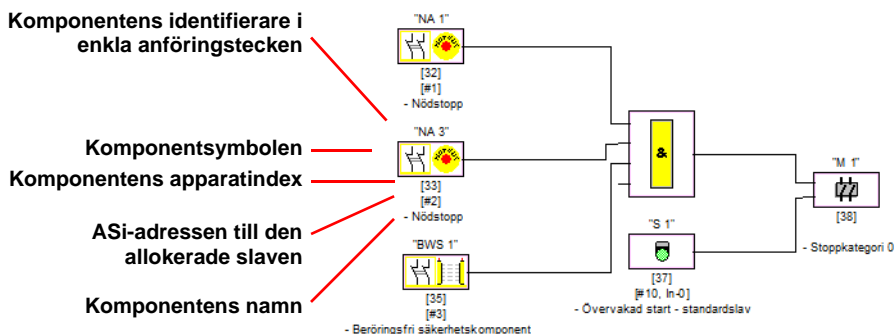 Komponentens identifierare i
enkla anföringstecken
Komponentsymbolen
Komponentens apparatindex
ASi-adressen till den
allokerade slaven
Komponentens namn
"NA 1"
[32]
[#1]
- Nödstopp
"NA 3"
[33]
[#2]
- Nödstopp
"BWS 1"
[35]
[#3]
- Beröringsfri säkerhetskomponent
&
"S 1"
[37]
[#10, In-0]
- Övervakad start - standardslav
"M 1"
[38]
- Stoppkategori 0